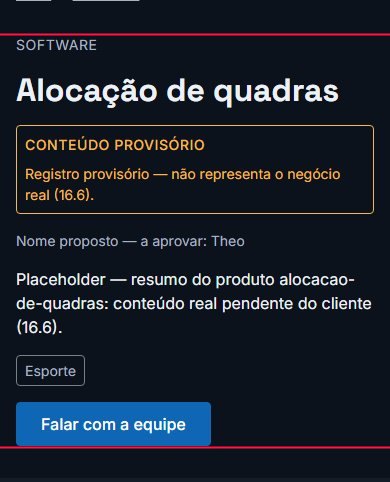 SOFTWARE
Alocação de quadras
CONTEÚDO PROVISÓRIO
Registro provisório — não representa o negócio
real (16.6).
Nome proposto — a aprovar: Theo
Placeholder — resumo do produto alocacao-
de-quadras: conteúdo real pendente do cliente
(16.6).
Esporte
Falar com a equipe